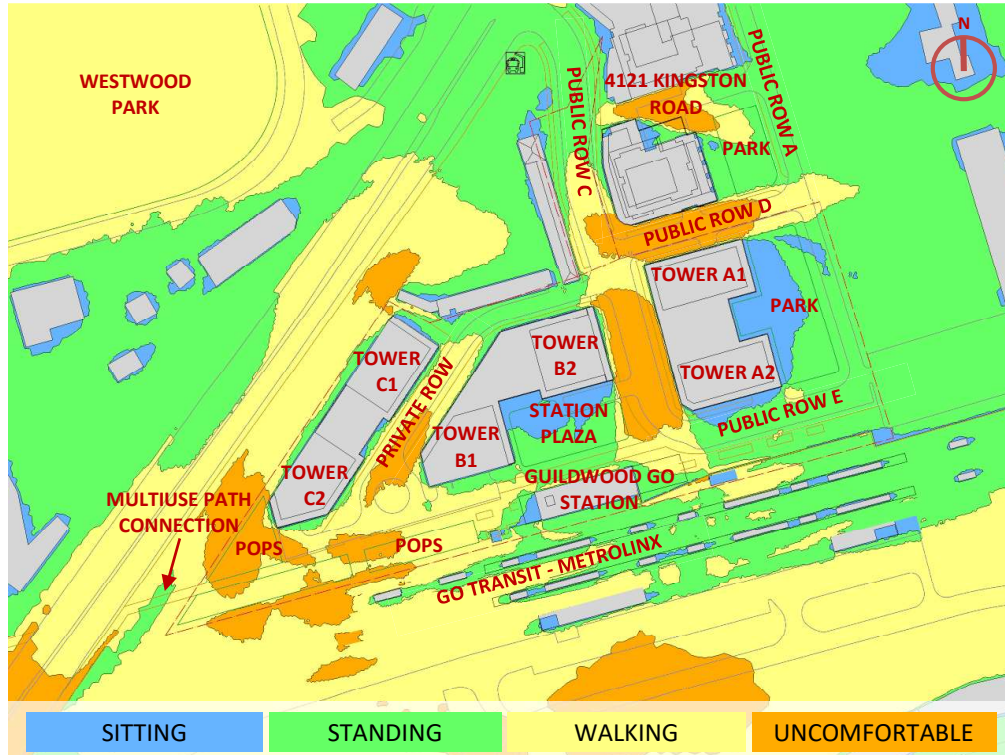 N
WESTWOOD
PARK
4121 KINGSTON
ROAD
PUBLIC ROW C
PUBLIC ROW A
PARK
PUBLIC ROW D
TOWER A1
PARK
TOWER A2
PUBLIC ROW E
TOWER
C1
PRIVATE ROW
TOWER
B2
STATION
PLAZA
TOWER
B1
TOWER
C2
GUILDWOOD GO
STATION
MULTIUSE PATH
CONNECTION
POPS
POPS
GO TRANSIT - METROLINX
SITTING
STANDING
WALKING
UNCOMFORTABLE